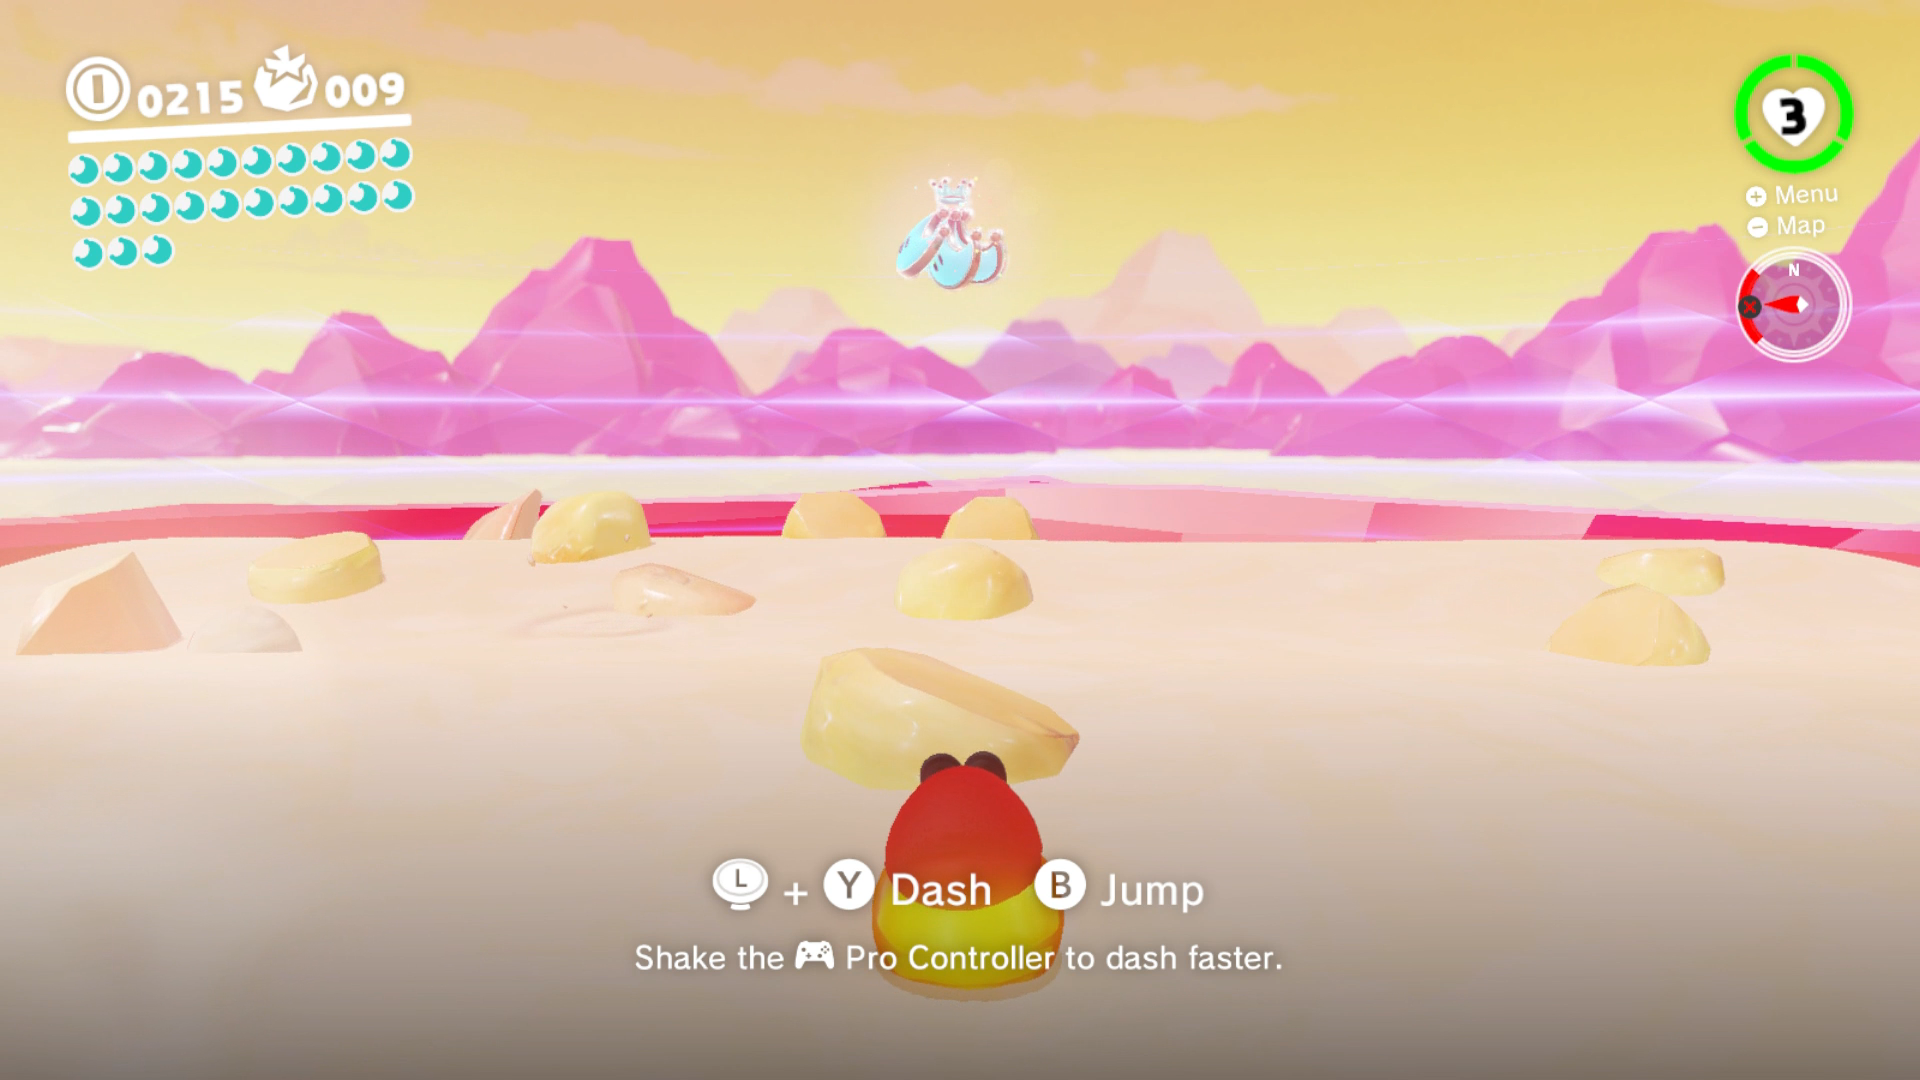 0215 009
3
+ Menu
- Map
N
L + Y Dash B Jump
Shake the Pro Controller to dash faster.